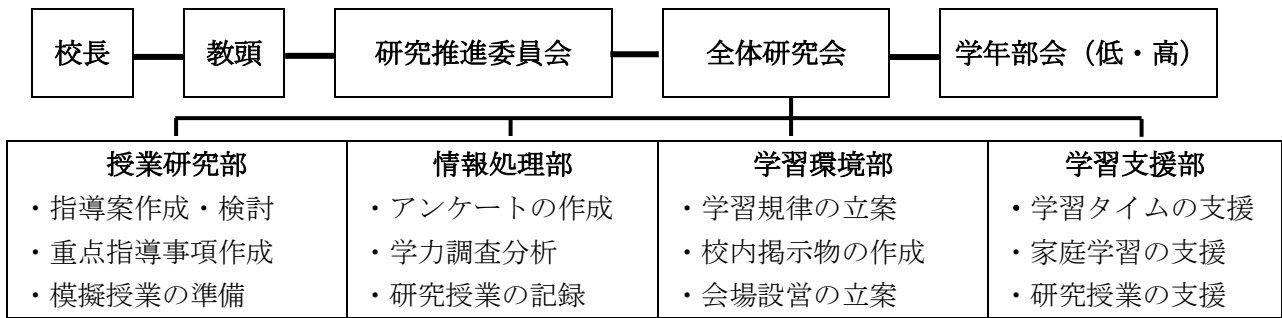 校長
教頭
研究推進委員会
全体研究会
学年部会（低・高）
授業研究部
・指導案作成・検討
・重点指導事項作成
・模擬授業の準備
情報処理部
・アンケートの作成
・学力調査分析
・研究授業の記録
学習環境部
・学習規律の立案
・校内掲示物の作成
・会場設営の立案
学習支援部
・学習タイムの支援
・家庭学習の支援
・研究授業の支援